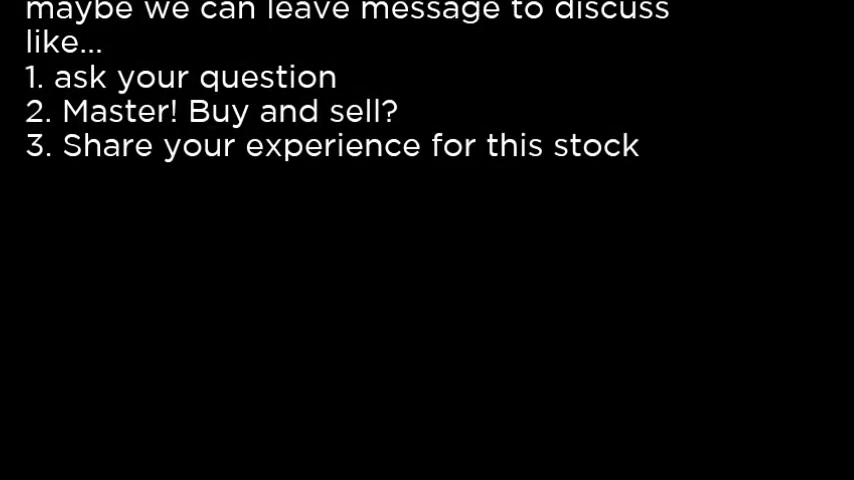 maybe we can leave message to discuss
like...
1. ask your question
2. Master! Buy and sell?
3. Share your experience for this stock